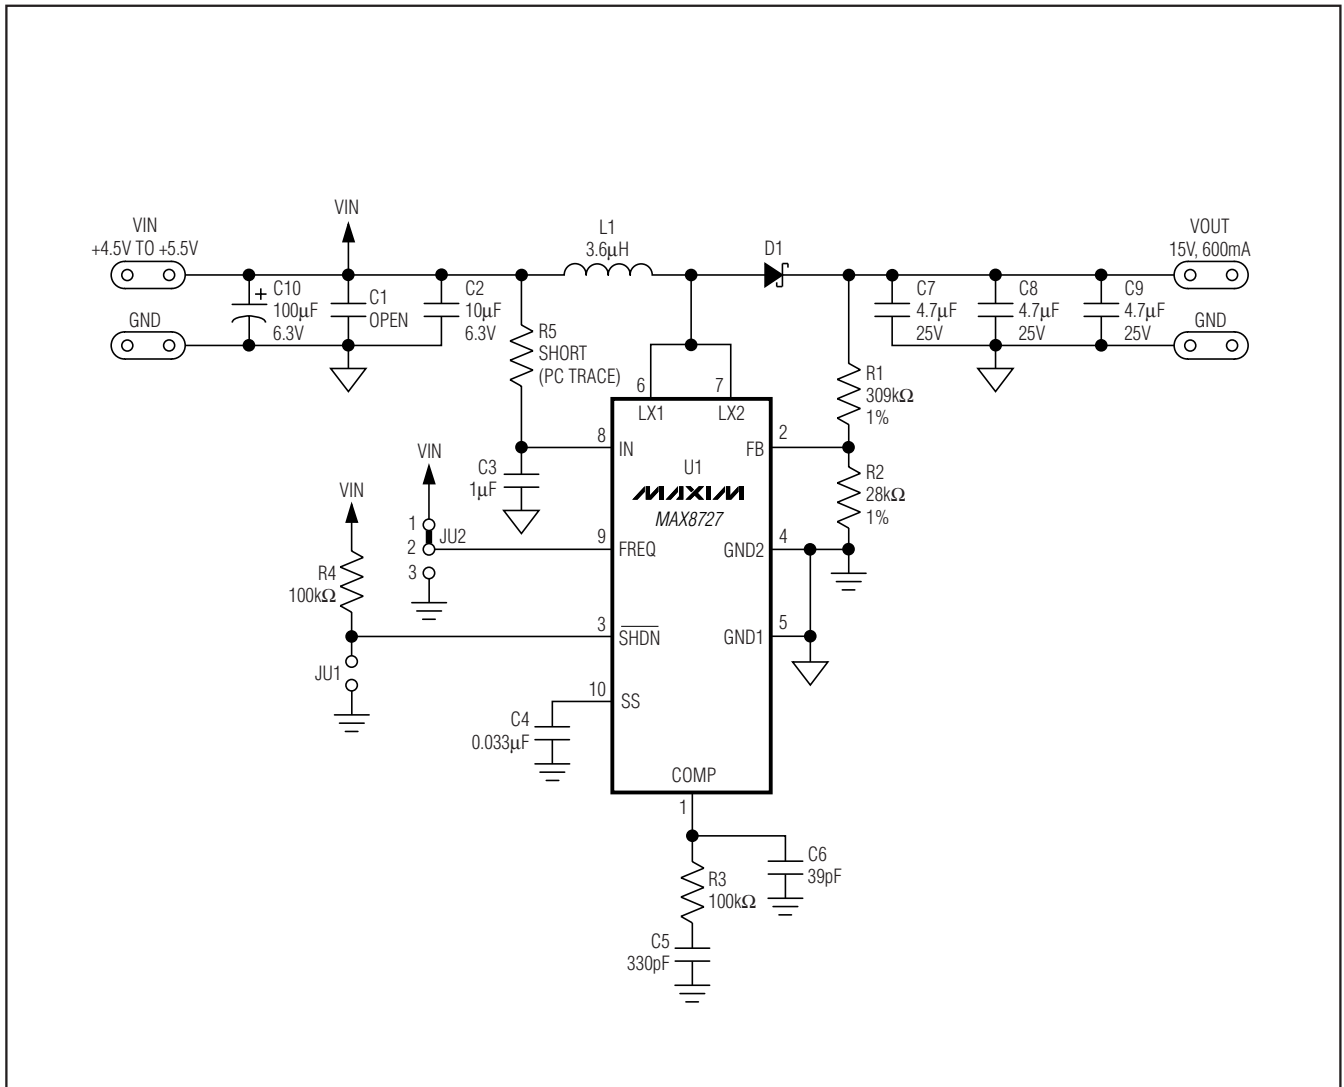 VIN
+4.5V TO +5.5V
GND
VIN
C10
100µF
6.3V
+
C1
OPEN
C2
10µF
6.3V
L1
3.6µH
D1
VOUT
15V, 600mA
GND
C7
4.7µF
25V
C8
4.7µF
25V
C9
4.7µF
25V
R5
SHORT
(PC TRACE)
6
7
LX1
LX2
R1
309kΩ
1%
8
IN
2
FB
C3
1µF
U1
MAXIM
MAX8727
R2
28kΩ
1%
VIN
1
2
3
JU2
9
FREQ
4
GND2
VIN
R4
100kΩ
3
SHDN
5
GND1
JU1
10
SS
C4
0.033µF
COMP
1
C6
39pF
R3
100kΩ
C5
330pF